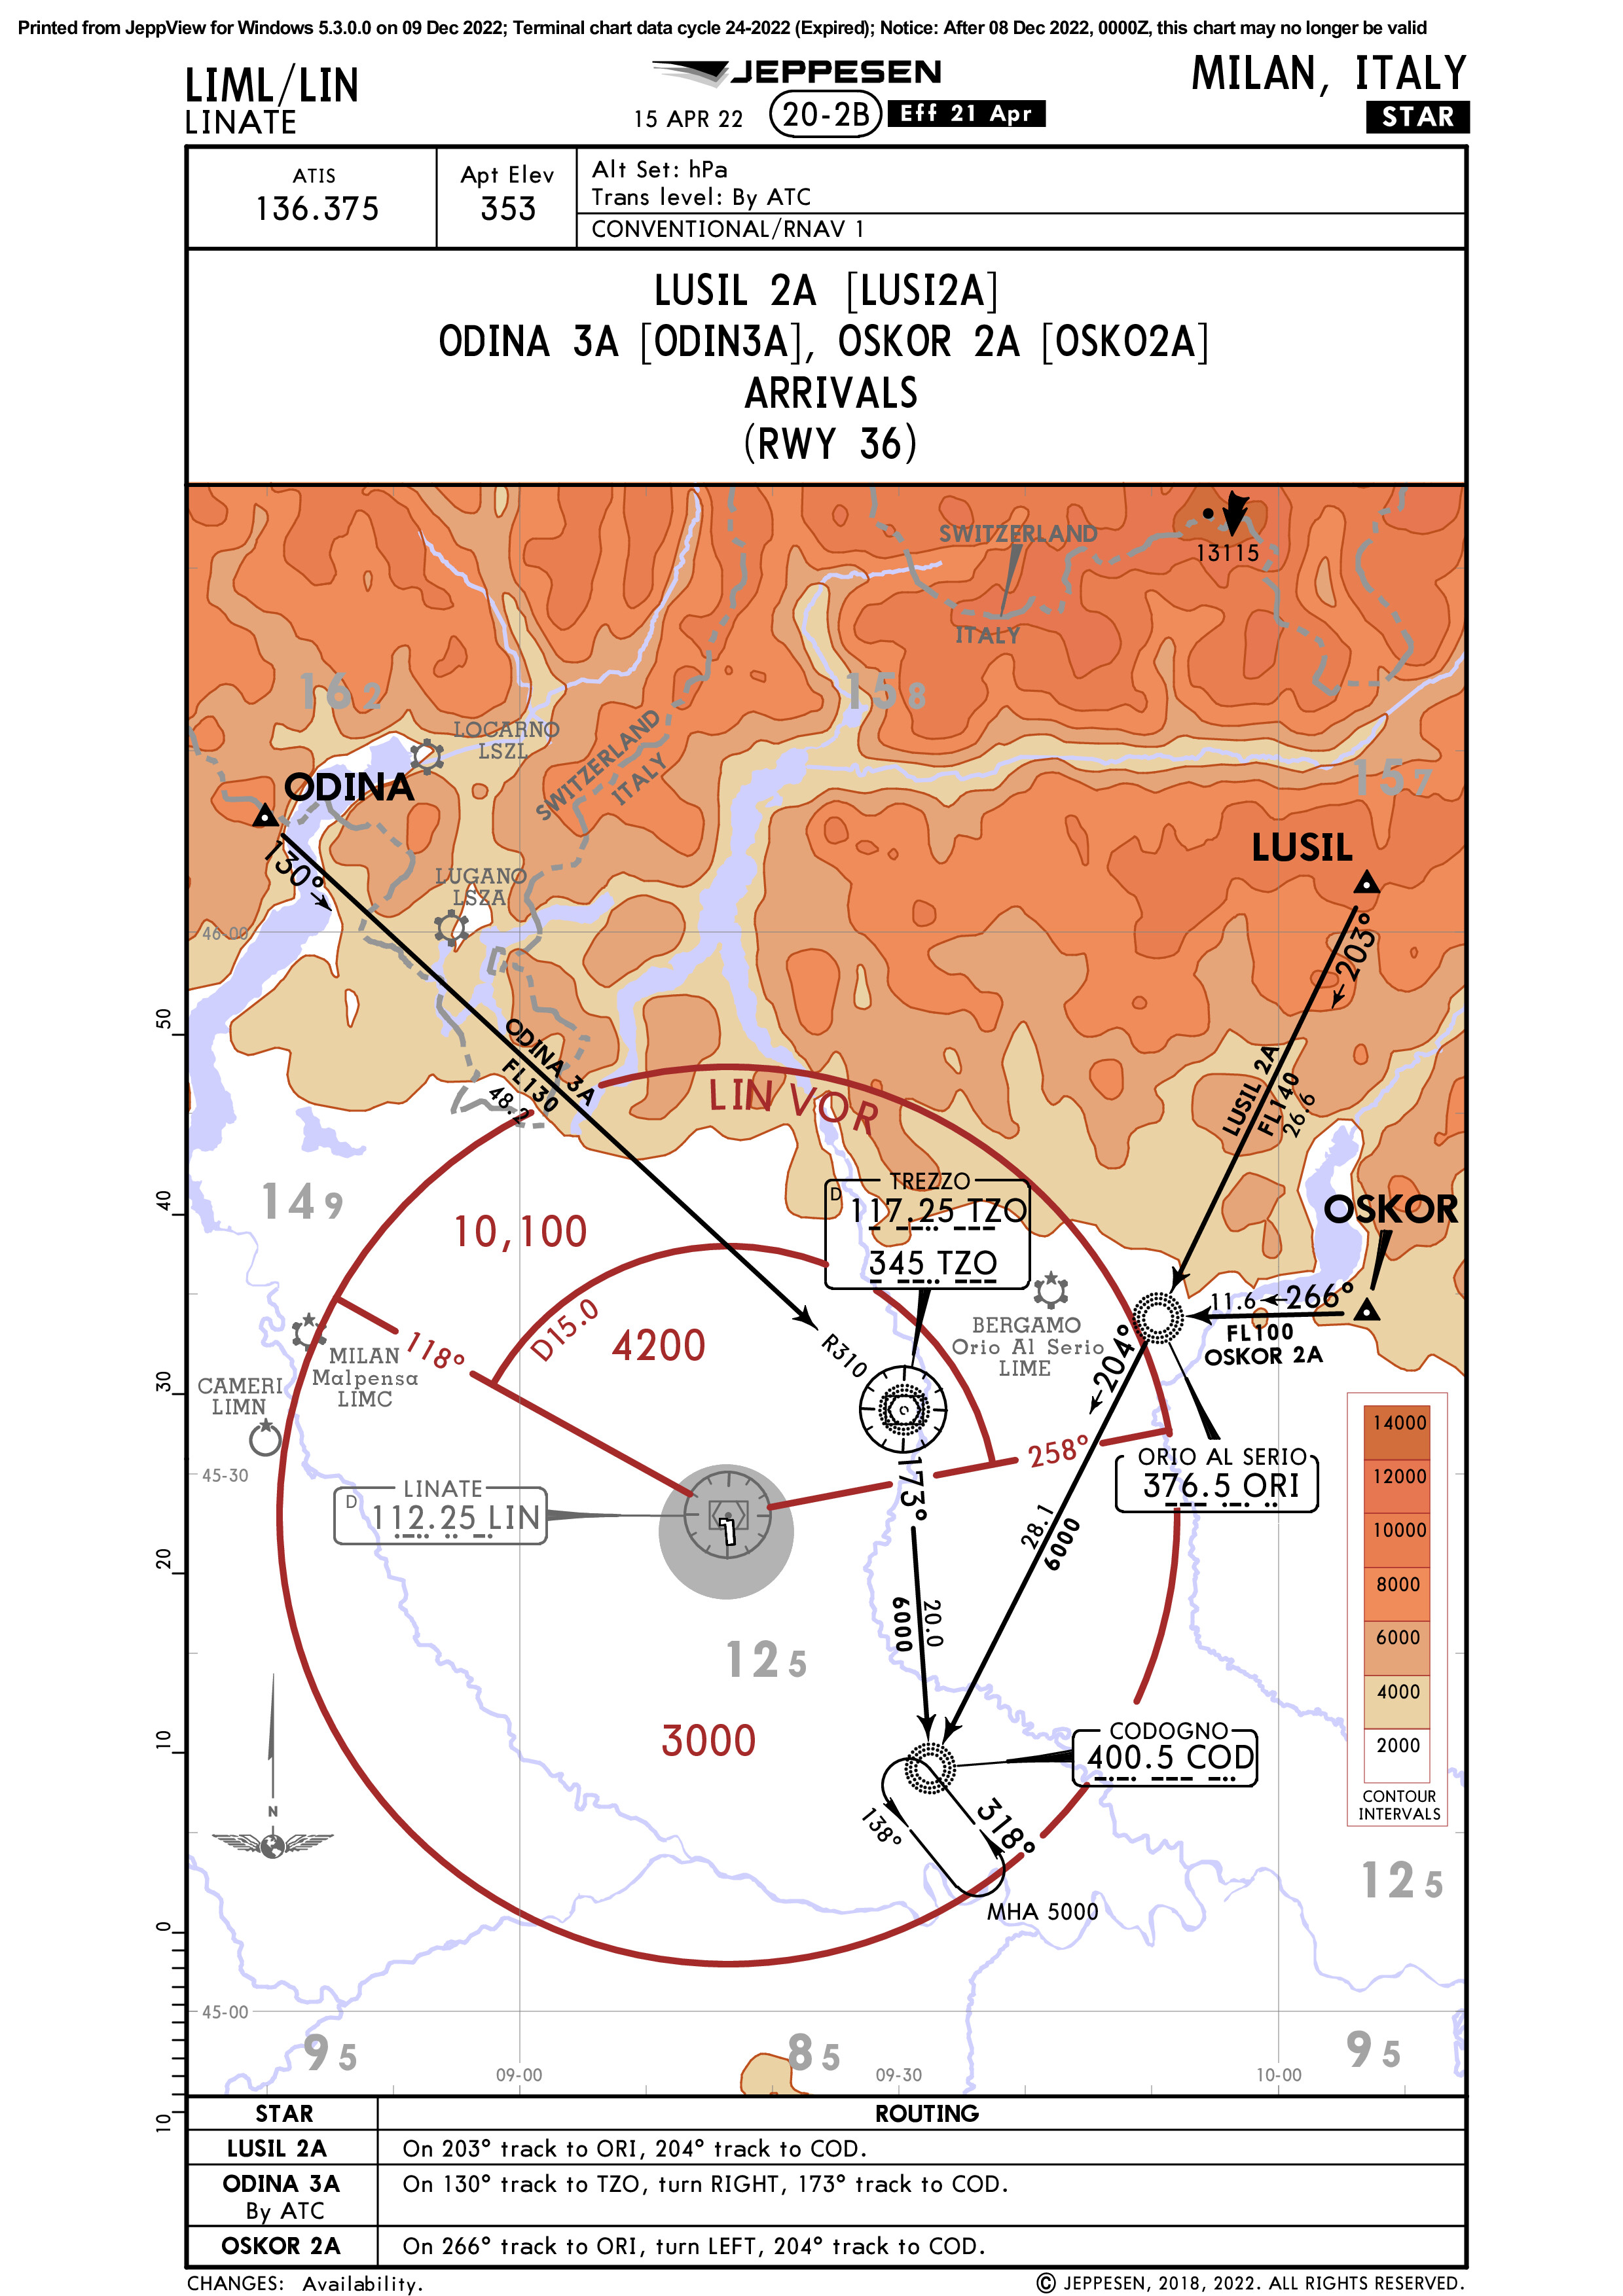 Printed from JeppView for Windows 5.3.0.0 on 09 Dec 2022; Terminal chart data cycle 24-2022 (Expired); Notice: After 08 Dec 2022, 0000Z, this chart may no longer be valid
LIML/LIN
LINATE
JEPPESEN
15 APR 22
20-2B
Eff 21 Apr
MILAN, ITALY
STAR
ATIS
136.375
Apt Elev
353
Alt Set: hPa
Trans level: By ATC
CONVENTIONAL/RNAV 1
LUSIL 2A [LUSI2A]
ODINA 3A [ODIN3A], OSKOR 2A [OSKO2A]
ARRIVALS
(RWY 36)
SWITZERLAND
ITALY
13115
162
158
157
LOCARNO
LSZL
SWITZERLAND
ITALY
ODINA
130°
LUGANO
LSZA
LUSIL
203°
46-00
50
ODINA 3A
FL130
48.2
LIN VOR
LUSIL 2A
FL140
26.6
149
40
10,100
TREZZO
D
117.25 TZO
345 TZO
OSKOR
266°
11.6
FL100
OSKOR 2A
D15.0
4200
118°
R310
BERGAMO
Orio Al Serio
LIME
204°
MILAN
Malpensa
LIMC
CAMERI
LIMN
30
258°
ORIO AL SERIO
376.5 ORI
45-30
LINATE
D
112.25 LIN
1
173°
28.1
6000
20
20.0
6000
125
3000
10
CODOGNO
400.5 COD
318°
138°
MHA 5000
N
14000
12000
10000
8000
6000
4000
2000
CONTOUR
INTERVALS
125
0
45-00
95
85
95
09-00
09-30
10-00
10
STAR
ROUTING
LUSIL 2A
On 203° track to ORI, 204° track to COD.
ODINA 3A
By ATC
On 130° track to TZO, turn RIGHT, 173° track to COD.
OSKOR 2A
On 266° track to ORI, turn LEFT, 204° track to COD.
CHANGES: Availability.
© JEPPESEN, 2018, 2022. ALL RIGHTS RESERVED.